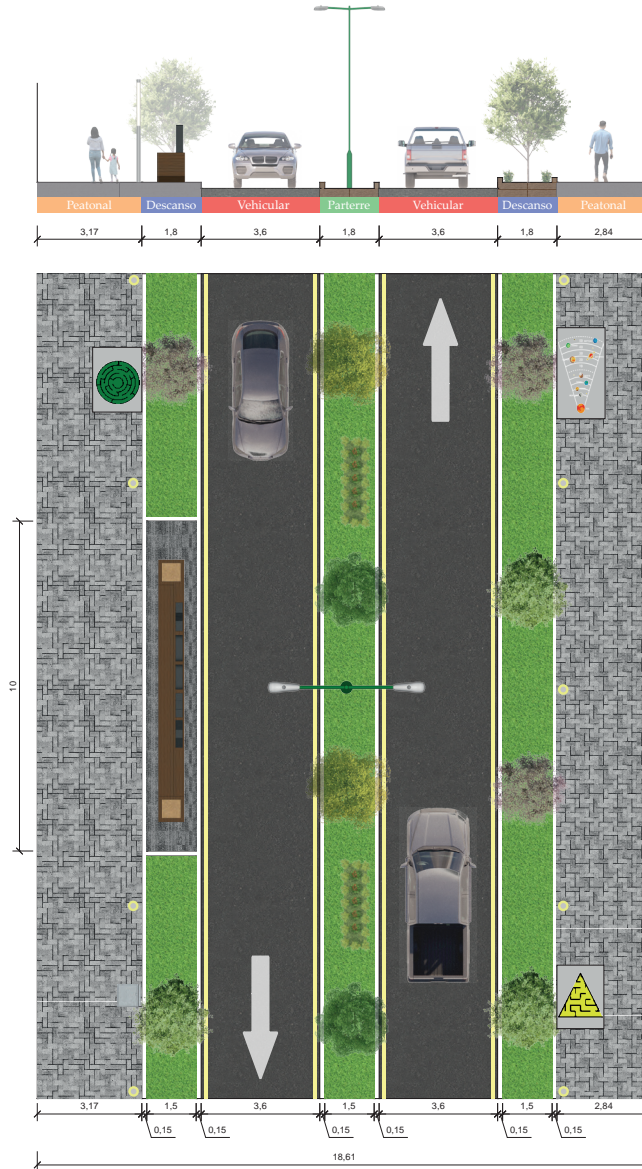 Peatonal Descanso Vehicular Parterre Vehicular Descanso Peatonal
3,17 1,8 3,6 1,8 3,6 1,8 2,84
10
3,17 1,5 3,6 1,5 3,6 1,5 2,84
0,15 0,15 0,15 0,15 0,15 0,15
18,61